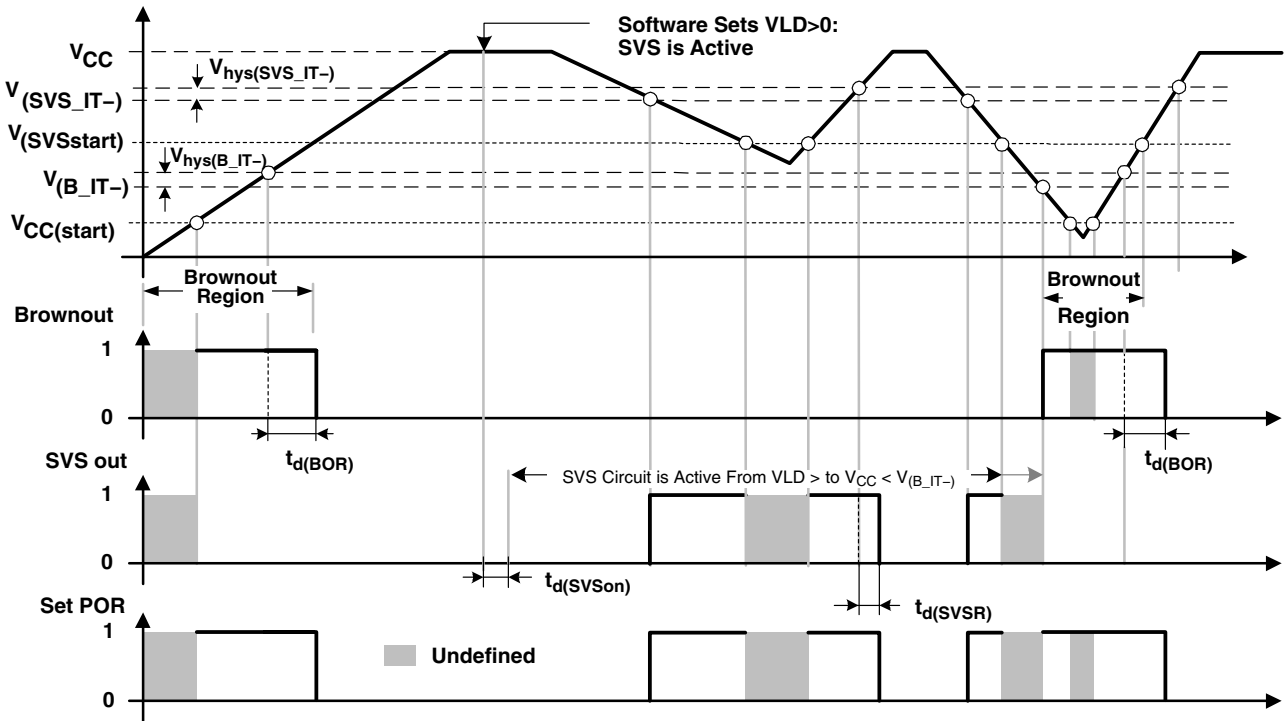 Software Sets VLD>0:
SVS is Active
VCC
Vhys(SVS_IT−)
V(SVS_IT−)
V(SVSstart)
Vhys(B_IT−)
V(B_IT−)
VCC(start)
Brownout
Region
Brownout
Region
Brownout
1
0
td(BOR)
td(BOR)
SVS out
SVS Circuit is Active From VLD > to VCC < V(B_IT−)
1
0
td(SVSon)
td(SVSR)
Set POR
1
Undefined
0